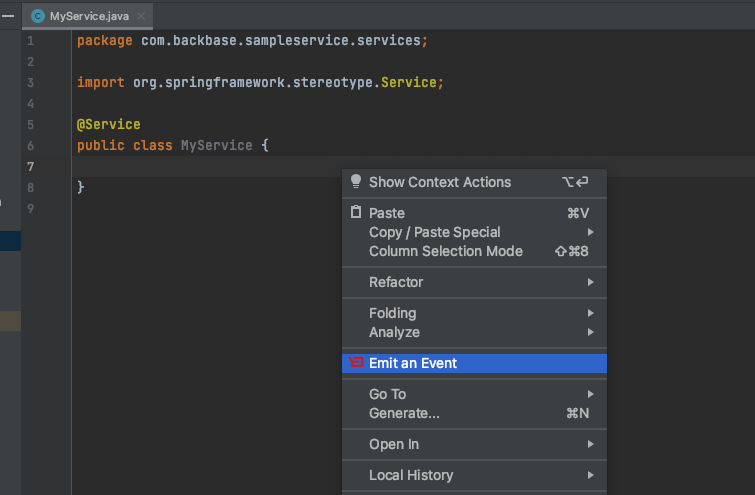 MyService.java
1 package com.backbase.sampleservice.services;
2
3 import org.springframework.stereotype.Service;
4
5 @Service
6 public class MyService {
7
8 }
9
Show Context Actions ⌥⏎
Paste ⌘V
Copy / Paste Special
Column Selection Mode ⇧⌘8
Refactor
Folding
Analyze
Emit an Event
Go To
Generate... ⌘N
Open In
Local History